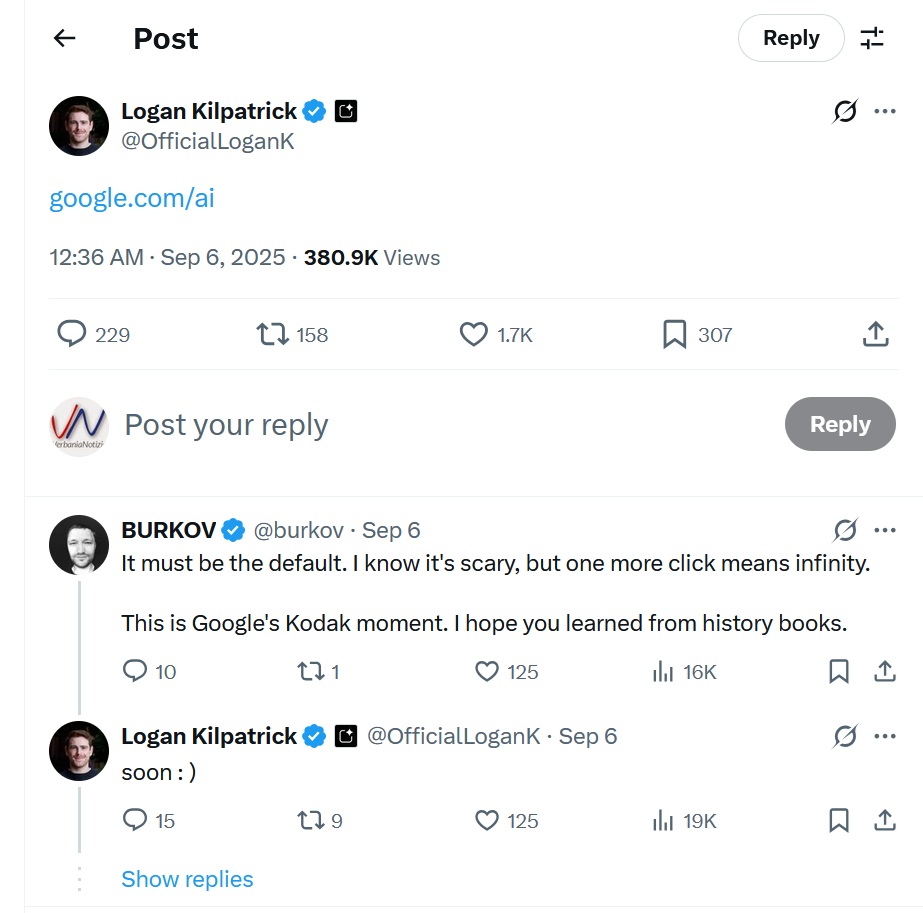 Post
Reply
Logan Kilpatrick
@OfficialLoganK
google.com/ai
12:36 AM · Sep 6, 2025 · 380.9K Views
229 158 1.7K 307
VerbaniaNotizi
Post your reply
Reply
BURKOV @burkov · Sep 6
It must be the default. I know it's scary, but one more click means infinity.
This is Google's Kodak moment. I hope you learned from history books.
10 1 125 16K
Logan Kilpatrick @OfficialLoganK · Sep 6
soon : )
15 9 125 19K
Show replies